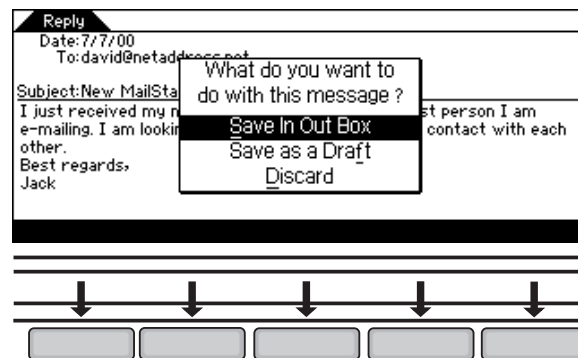 Reply
Date:7/7/00
To:david@netaddress.net
Subject:New MailSta
What do you want to
do with this message ?
Save In Out Box
Save as a Draft
Discard
I just received my st person I am
e-mailing. I am contact with each
other.
Best regards,
Jack